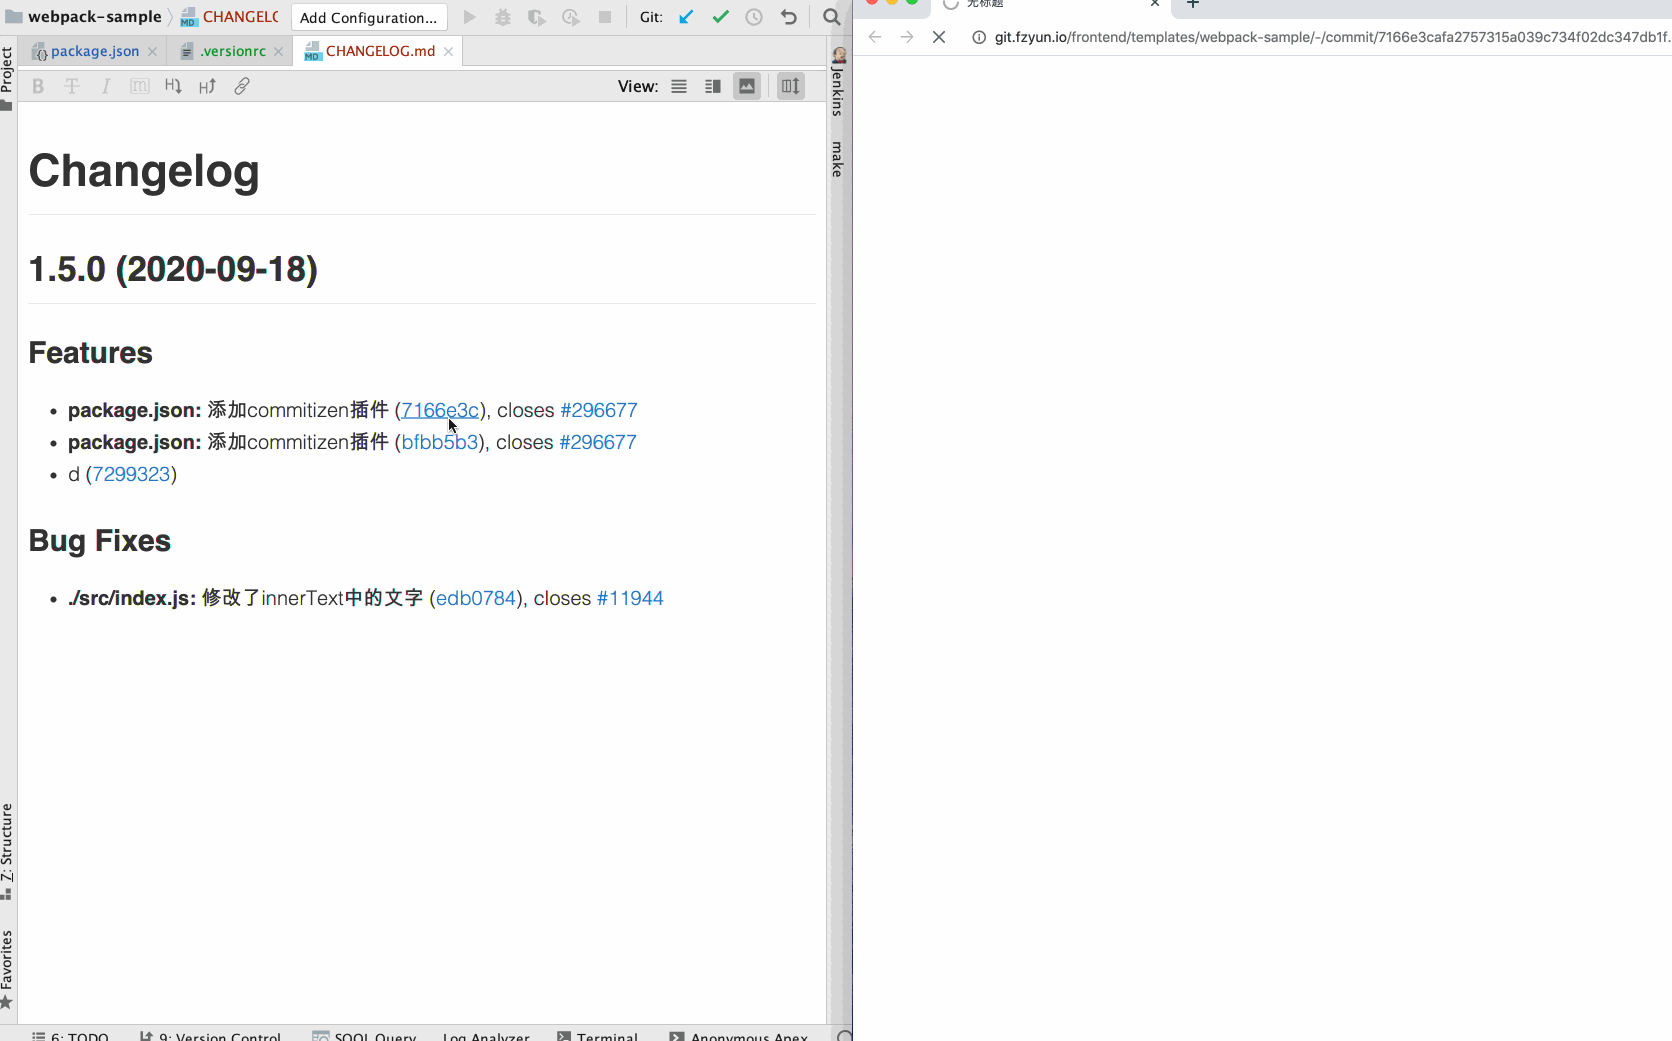 webpack-sample
CHANGELO
Add Configuration...
Git:
package.json
.versionrc
CHANGELOG.md
View:
Project
Changelog
1.5.0 (2020-09-18)
Features
package.json: 添加commitizen插件 (7166e3c), closes #296677
package.json: 添加commitizen插件 (bfbb5b3), closes #296677
d (7299323)
Bug Fixes
./src/index.js: 修改了innerText中的文字 (edb0784), closes #11944
Z: Structure
Favorites
6: TODO
9: Version Control
SOQL Query
Log Analyzer
Terminal
Anonymous Apex
Jenkins
make
无标题
git.fzyun.io/frontend/templates/webpack-sample/-/commit/7166e3cafa2757315a039c734f02dc347db1f.